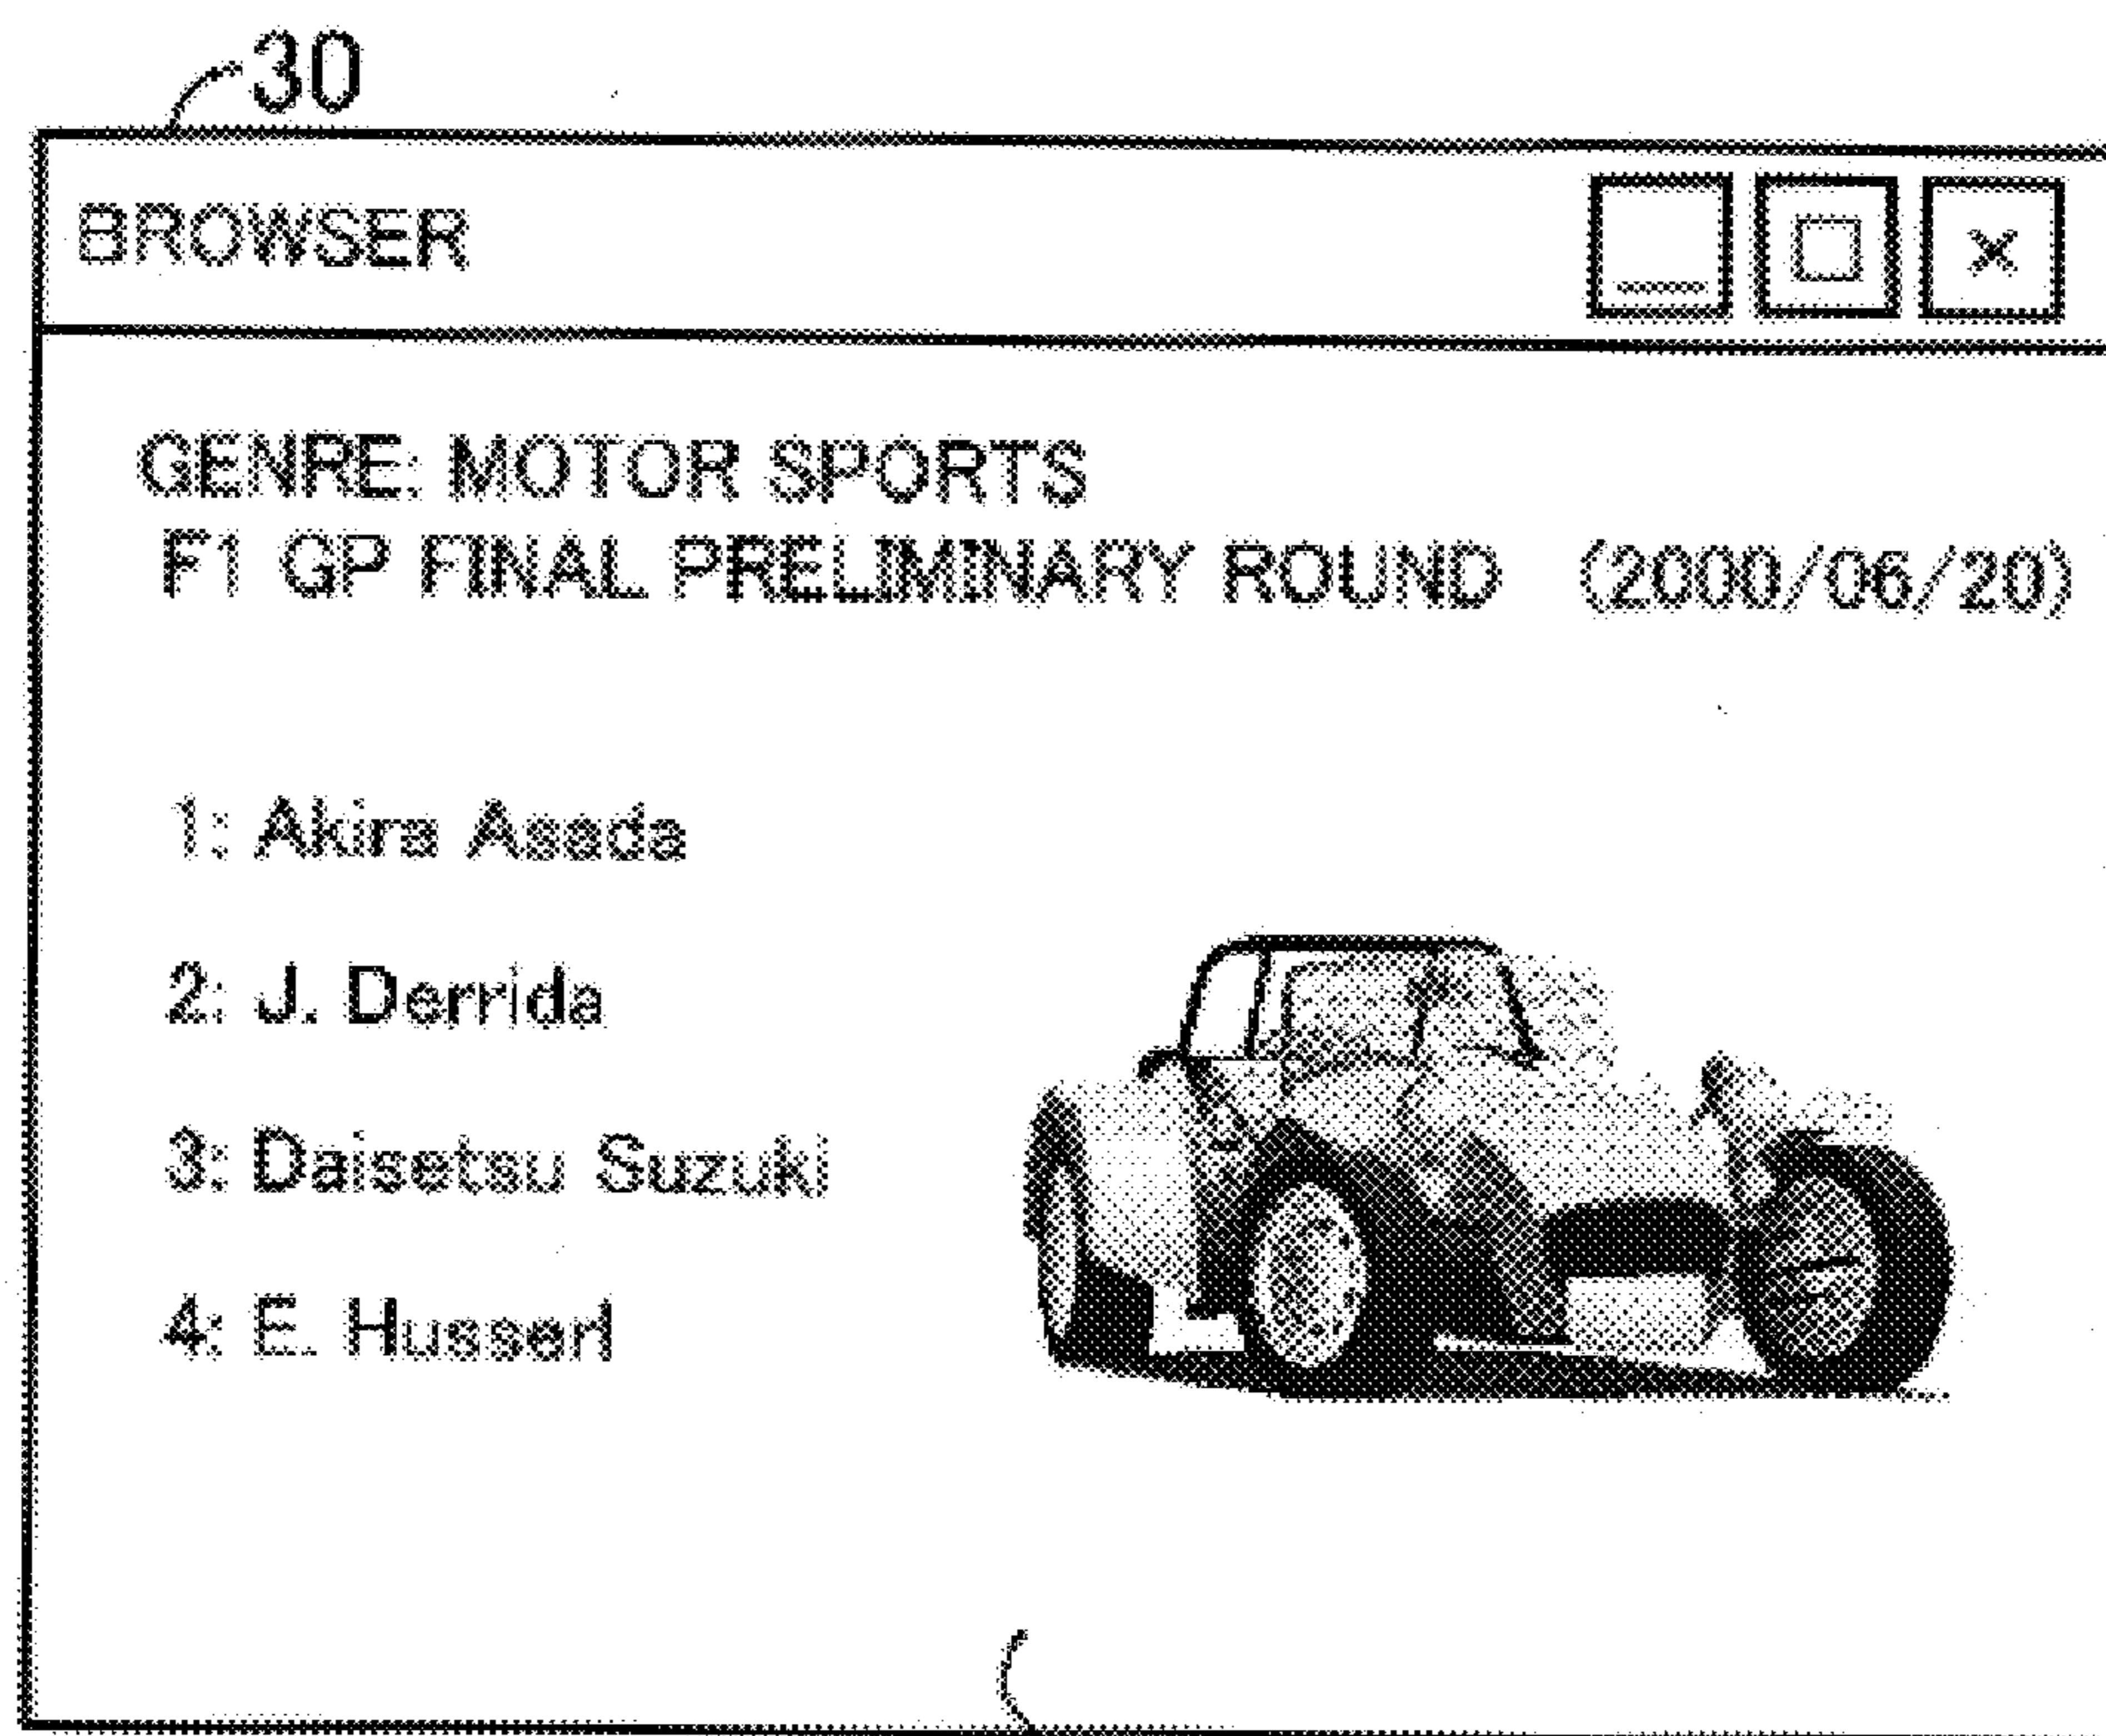 30
BROWSER
GENRE: MOTOR SPORTS
F1 GP FINAL PRELIMINARY ROUND (2000/06/20)
1: Akira Asada
2: J. Derrida
3: Daisetsu Suzuki
4: E. Husserl